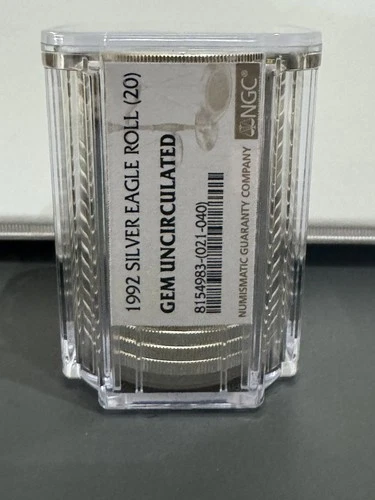 1992 SILVER EAGLE ROLL (20)
GEM UNCIRCULATED
8154983-(021-040)
NUMISMATIC GUARANTY COMPANY
NGC®